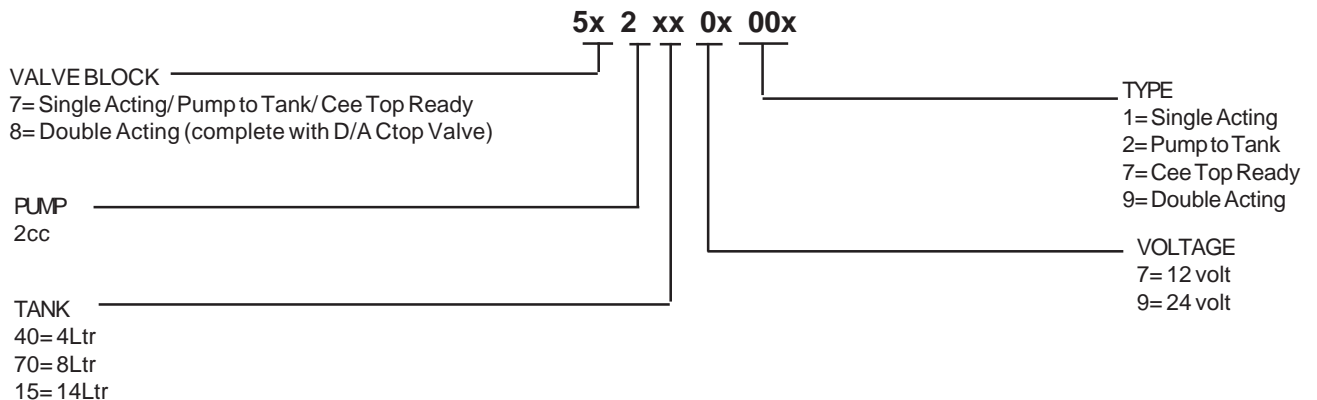 5x 2 xx 0x 00x
VALVE BLOCK
7= Single Acting/ Pump to Tank/ Cee Top Ready
8= Double Acting (complete with D/A Ctop Valve)
PUMP
2cc
TANK
40= 4Ltr
70= 8Ltr
15= 14Ltr
TYPE
1= Single Acting
2= Pump to Tank
7= Cee Top Ready
9= Double Acting
VOLTAGE
7= 12 volt
9= 24 volt